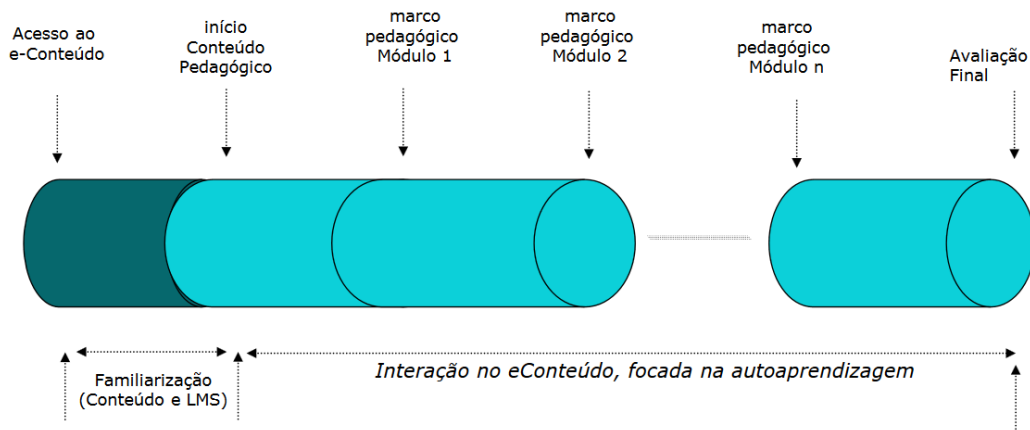 Acesso ao
e-Conteúdo
início
Conteúdo
Pedagógico
marco
pedagógico
Módulo 1
marco
pedagógico
Módulo 2
marco
pedagógico
Módulo n
Avaliação
Final
Familiarização
(Conteúdo e LMS)
Interação no eConteúdo, focada na autoaprendizagem